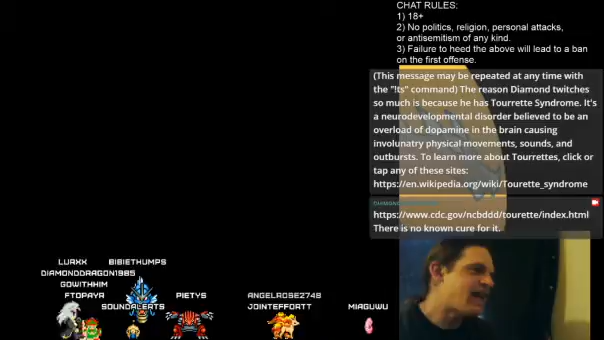 CHAT RULES:
1) 18+
2) No politics, religion, personal attacks,
or antisemitism of any kind.
3) Failure to heed the above will lead to a ban
on the first offense.
(This message may be repeated at any time with
the "!ts" command) The reason Diamond twitches
so much is because he has Tourrette Syndrome. It's
a neurodevelopmental disorder believed to be an
overload of dopamine in the brain causing
involunatry physical movements, sounds, and
outbursts. To learn more about Tourrettes, click or
tap any of these sites:
https://en.wikipedia.org/wiki/Tourette_syndrome
https://www.cdc.gov/ncbddd/tourette/index.html
There is no known cure for it.
LURXX BIBIETHUMPS
DIAMONDDRAGON1985
GOWITHHIM
FTOPAYR PIETYS ANGELROSE2748
SOUNDALERTS JOINTEFFORTT MIAGUWU